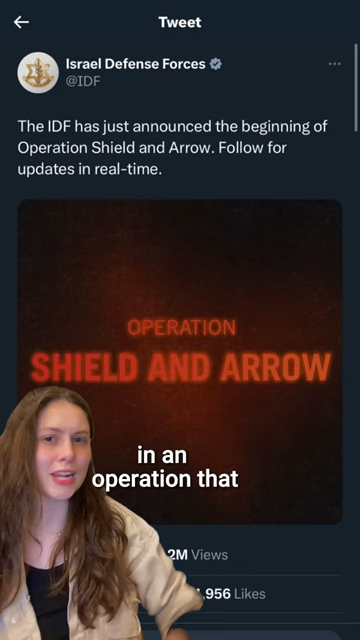 Tweet
Israel Defense Forces
@IDF
The IDF has just announced the beginning of
Operation Shield and Arrow. Follow for
updates in real-time.
OPERATION
SHIELD AND ARROW
in an
operation that
2M Views
956 Likes